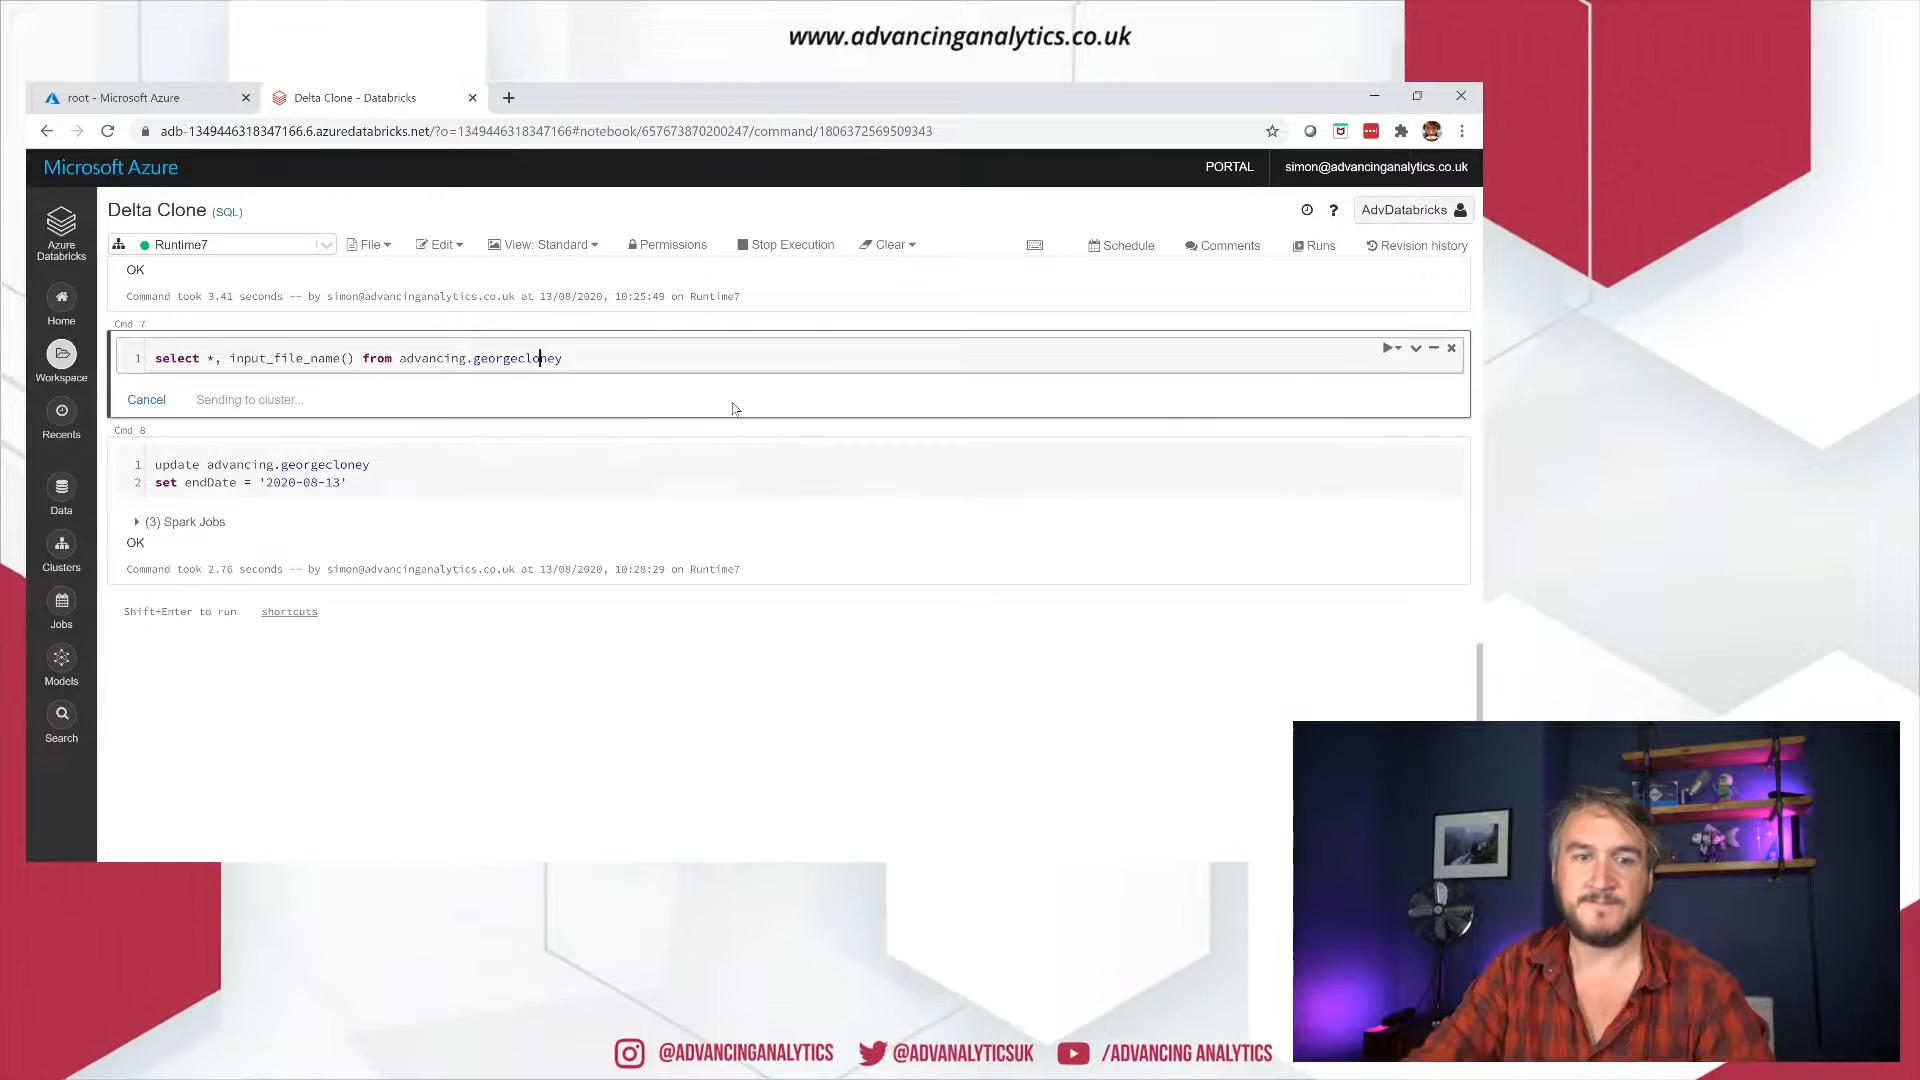 www.advancinganalytics.co.uk
root - Microsoft Azure
Delta Clone - Databricks
adb-1349446318347166.6.azuredatabricks.net/?o=1349446318347166#notebook/657673870200247/command/1806372569509343
Microsoft Azure
PORTAL
simon@advancinganalytics.co.uk
Delta Clone (SQL)
AdvDatabricks
Runtime7
File
Edit
View: Standard
Permissions
Stop Execution
Clear
Schedule
Comments
Runs
Revision history
Azure
Databricks
Home
Workspace
Recents
Data
Clusters
Jobs
Models
Search
OK
Command took 3.41 seconds -- by simon@advancinganalytics.co.uk at 13/08/2020, 10:25:49 on Runtime7
Cmd 7
1 select *, input_file_name() from advancing.georgecloney
Cancel Sending to cluster...
Cmd 8
1 update advancing.georgecloney
2 set endDate = '2020-08-13'
(3) Spark Jobs
OK
Command took 2.76 seconds -- by simon@advancinganalytics.co.uk at 13/08/2020, 10:28:29 on Runtime7
Shift+Enter to run shortcuts
@ADVANCINGANALYTICS @ADVANALYTICSUK /ADVANCING ANALYTICS